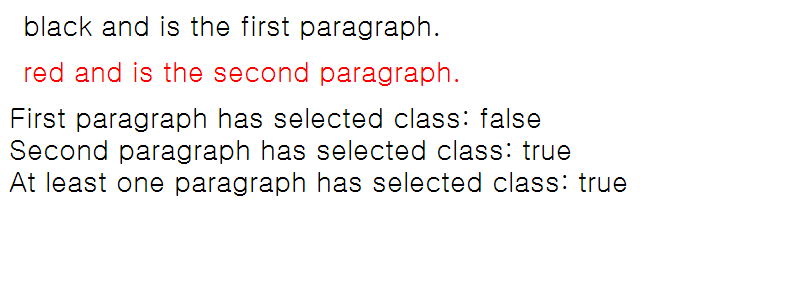 black and is the first paragraph.
red and is the second paragraph.
First paragraph has selected class: false
Second paragraph has selected class: true
At least one paragraph has selected class: true